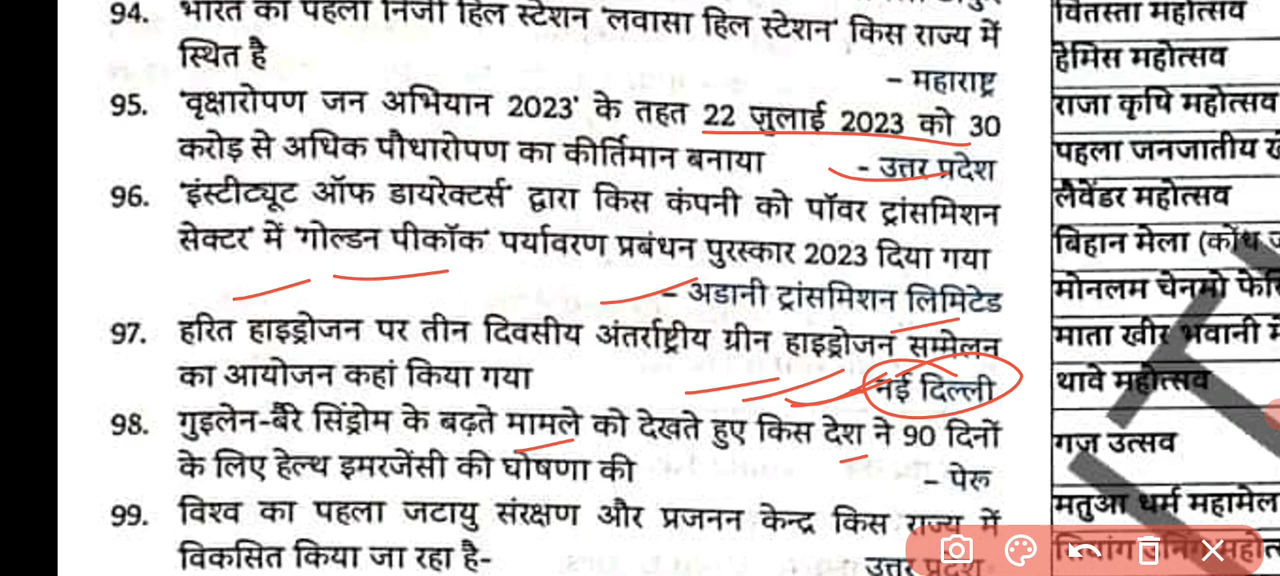 94. भारत का पहला निजी हिल स्टेशन 'लवासा हिल स्टेशन' किस राज्य में
स्थित है
– महाराष्ट्र
95. 'वृक्षारोपण जन अभियान 2023' के तहत 22 जुलाई 2023 को 30
करोड़ से अधिक पौधारोपण का कीर्तिमान बनाया – उत्तर प्रदेश
96. 'इंस्टीट्यूट ऑफ डायरेक्टर्स' द्वारा किस कंपनी को पॉवर ट्रांसमिशन
सेक्टर' में 'गोल्डन पीकॉक' पर्यावरण प्रबंधन पुरस्कार 2023 दिया गया
– अडानी ट्रांसमिशन लिमिटेड
97. हरित हाइड्रोजन पर तीन दिवसीय अंतर्राष्ट्रीय ग्रीन हाइड्रोजन सम्मेलन
का आयोजन कहां किया गया नई दिल्ली
98. गुइलेन-बैरे सिंड्रोम के बढ़ते मामले को देखते हुए किस देश ने 90 दिनों
के लिए हेल्थ इमरजेंसी की घोषणा की – पेरू
99. विश्व का पहला जटायु संरक्षण और प्रजनन केन्द्र किस राज्य में
विकसित किया जा रहा है- उत्तर प्रदेश
वितस्ता महोत्सव
हेमिस महोत्सव
राजा कृषि महोत्सव
पहला जनजातीय
लैवेंडर महोत्सव
बिहान मेला
मोनलम चेनमो
माता खीर भवानी
थावे महोत्सव
गज उत्सव
मतुआ धर्म